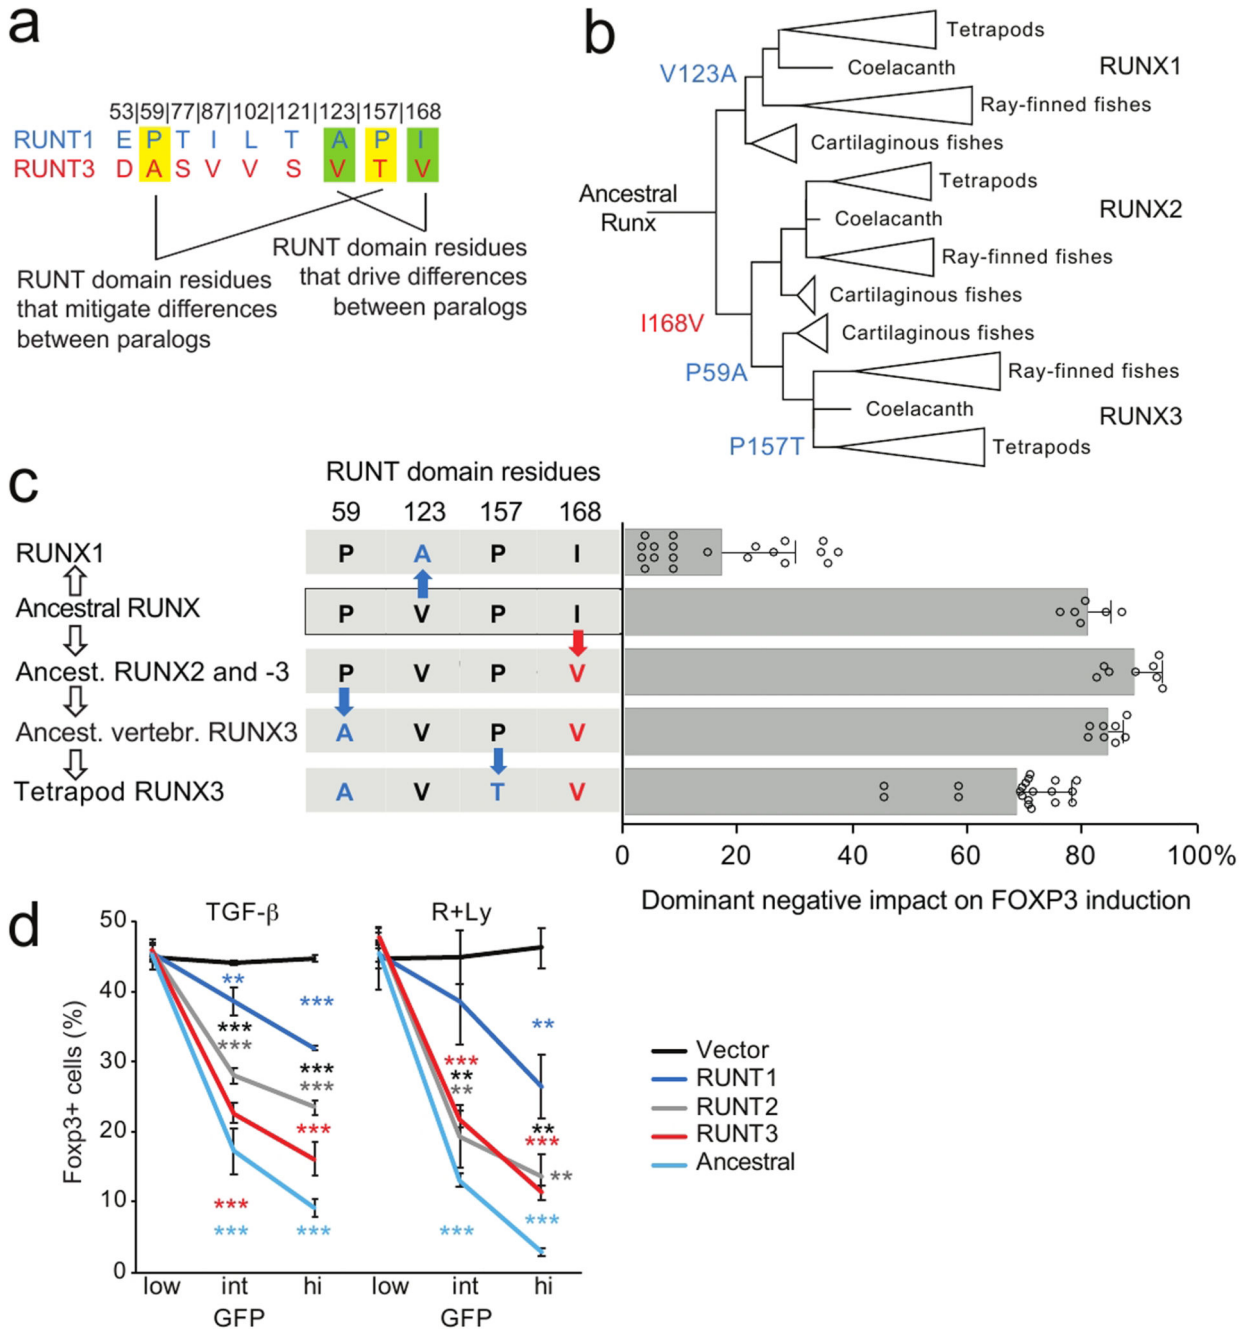 a
53|59|77|87|102|121|123|157|168
RUNT1 E P T I L T A P I
RUNT3 D A S V V S V T V
RUNT domain residues
that mitigate differences
between paralogs
RUNT domain residues
that drive differences
between paralogs
b
Tetrapods
V123A
Coelacanth
RUNX1
Ray-finned fishes
Cartilaginous fishes
Ancestral
Runx
Tetrapods
Coelacanth
RUNX2
Ray-finned fishes
Cartilaginous fishes
I168V
Cartilaginous fishes
P59A
Ray-finned fishes
Coelacanth
RUNX3
P157T
Tetrapods
c
RUNT domain residues
59 123 157 168
RUNX1 P A P I
Ancestral RUNX P V P I
Ancest. RUNX2 and -3 P V P V
Ancest. vertebr. RUNX3 A V P V
Tetrapod RUNX3 A V T V
0 20 40 60 80 100%
Dominant negative impact on FOXP3 induction
d
TGF-β
R+Ly
Foxp3+ cells (%)
50
40
30
20
10
0
**
***
***
***
***
***
***
***
***
***
**
***
**
**
**
***
**
***
***
low int hi
GFP
low int hi
GFP
Vector
RUNT1
RUNT2
RUNT3
Ancestral